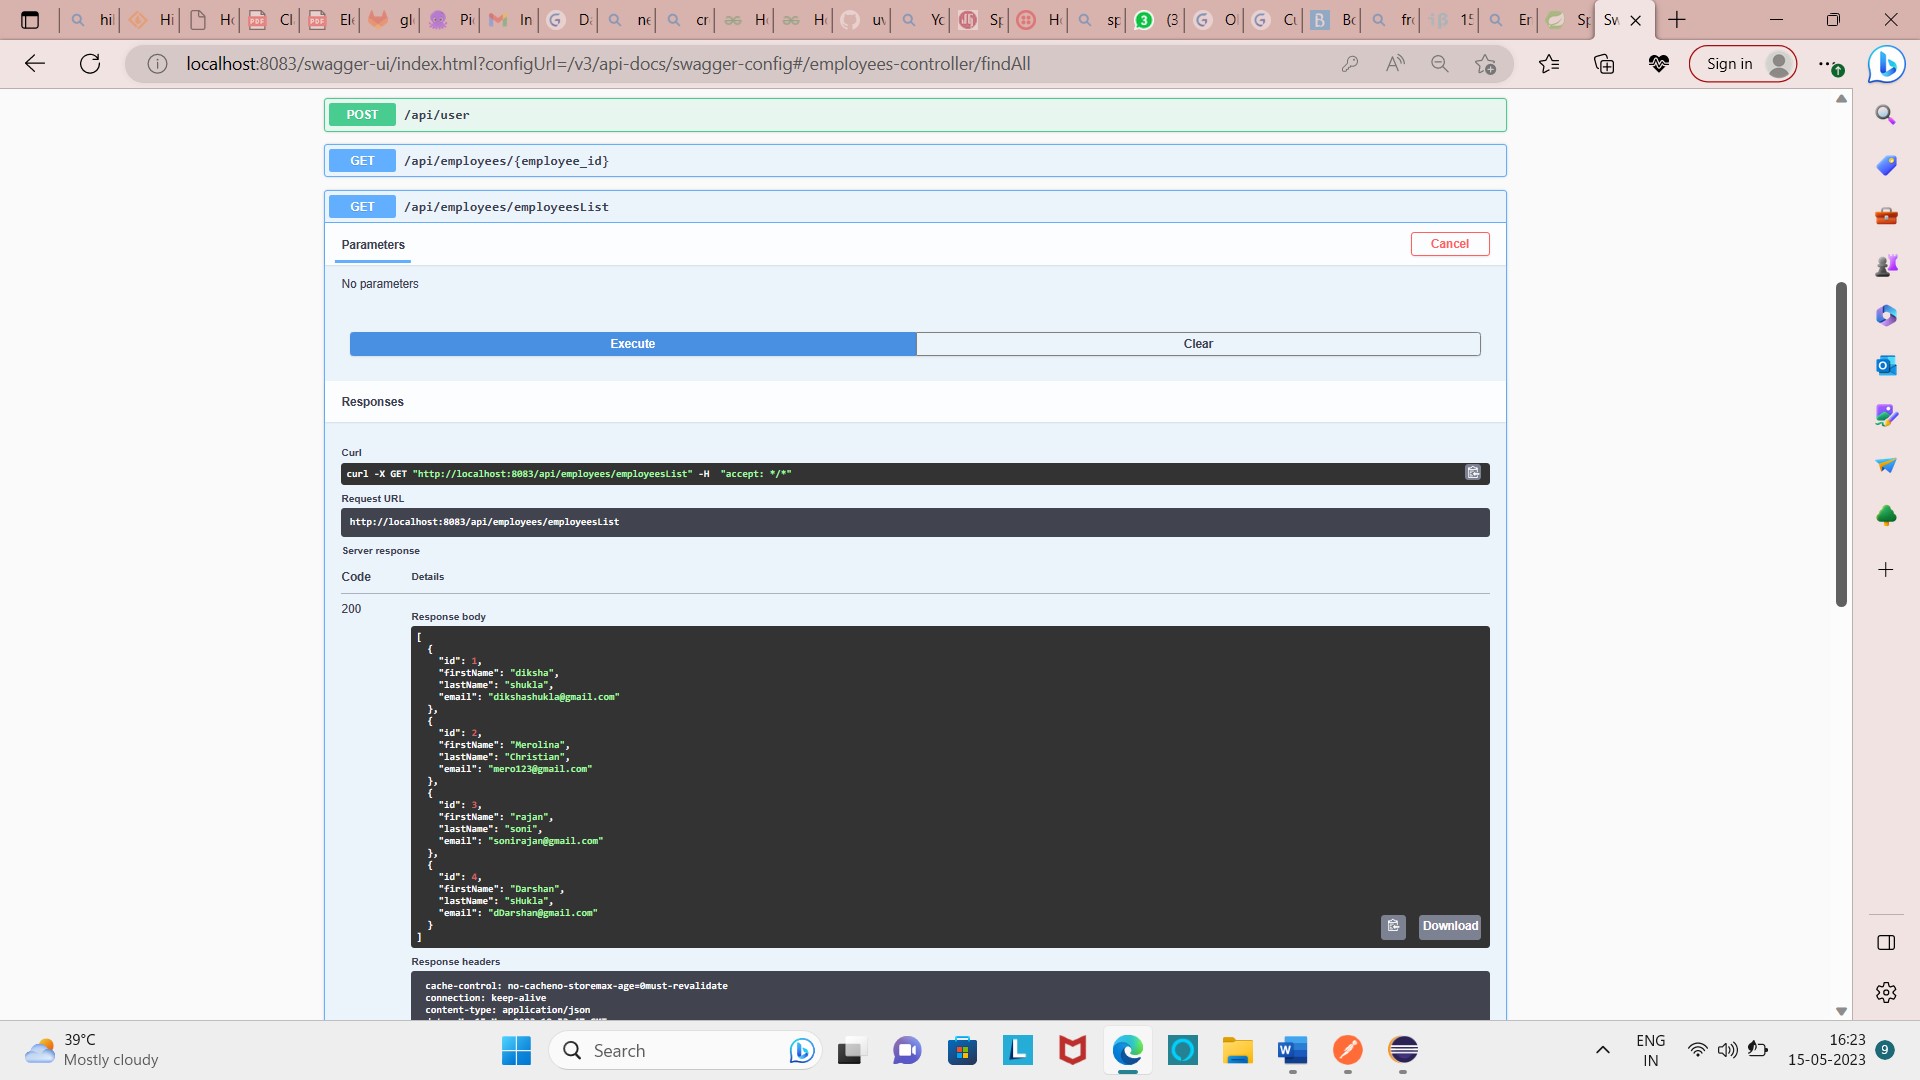 hi
Hi
Ho
Cl
Ele
gl
Pi
In
D
ne
cr
H
H
uv
Yo
Sp
H
sp
(3
O
Cu
Bo
fr
15
Er
Sp
Sw
localhost:8083/swagger-ui/index.html?configUrl=/v3/api-docs/swagger-config#/employees-controller/findAll
Sign in
POST /api/user
GET /api/employees/{employee_id}
GET /api/employees/employeesList
Parameters
Cancel
No parameters
Execute
Clear
Responses
Curl
curl -X GET "http://localhost:8083/api/employees/employeesList" -H "accept: */*"
Request URL
http://localhost:8083/api/employees/employeesList
Server response
Code Details
200
Response body
[
{
"id": 1,
"firstName": "diksha",
"lastName": "shukla",
"email": "dikshashukla@gmail.com"
},
{
"id": 2,
"firstName": "Merolina",
"lastName": "Christian",
"email": "mero123@gmail.com"
},
{
"id": 3,
"firstName": "rajan",
"lastName": "soni",
"email": "sonirajan@gmail.com"
},
{
"id": 4,
"firstName": "Darshan",
"lastName": "sHukla",
"email": "dDarshan@gmail.com"
}
]
Download
Response headers
cache-control: no-cacheno-storemax-age=0must-revalidate
connection: keep-alive
content-type: application/json
39°C
Mostly cloudy
Search
ENG
IN
16:23
15-05-2023
9